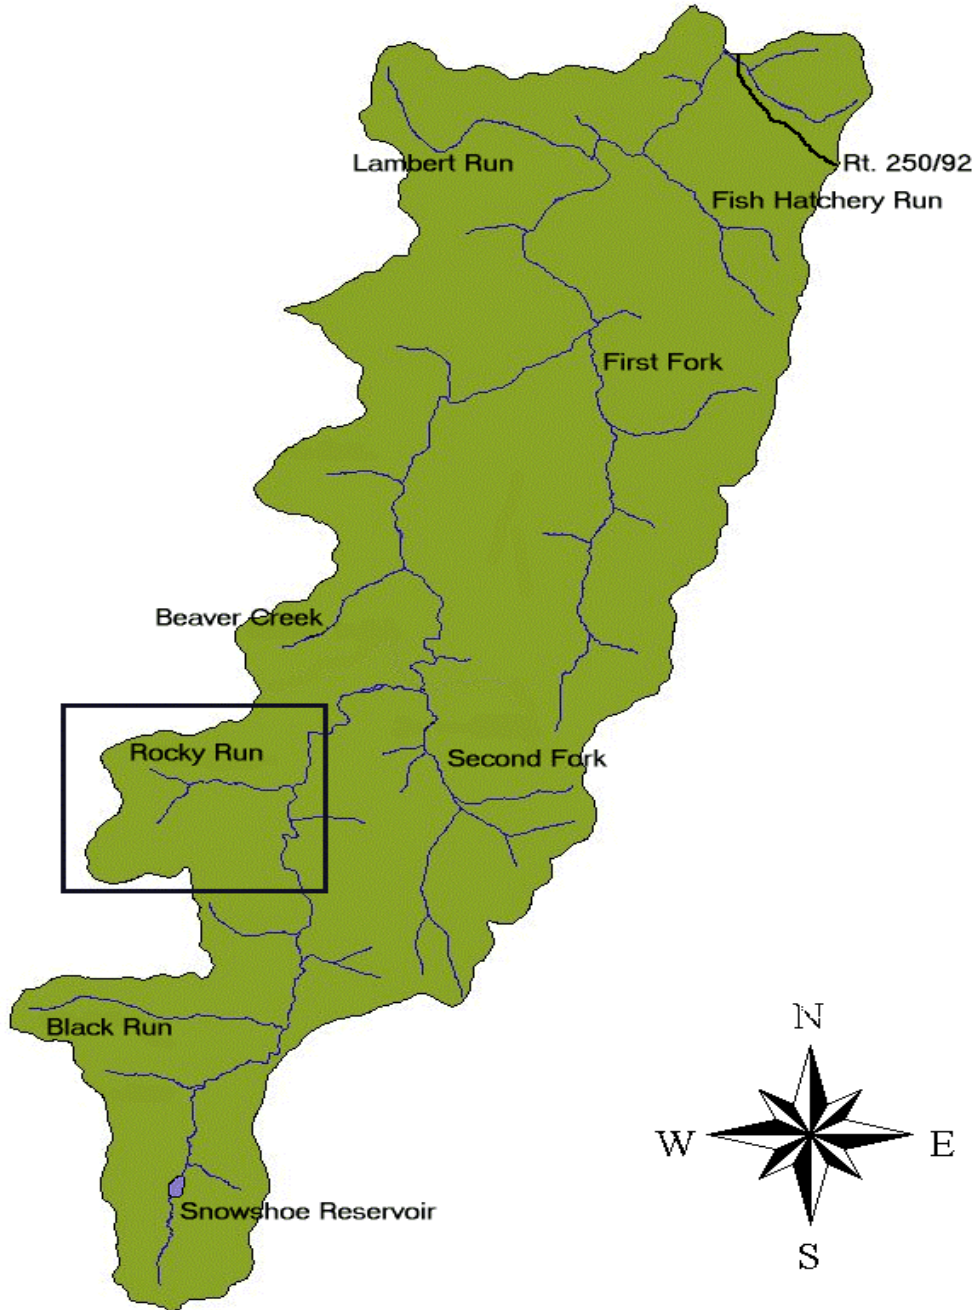 Lambert Run
Rt. 250/92
Fish Hatchery Run
First Fork
Beaver Creek
Rocky Run
Second Fork
Black Run
Snowshoe Reservoir
N
W
E
S